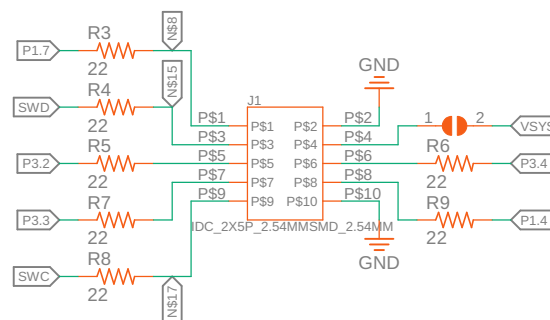 R3
N$8
P1.7
22
GND
R4
N$15
J1
SWD
22
P$1
P$1
P$2
P$2
1
2
VSYS
P$3
P$3
P$4
P$4
R5
R6
P3.2
P$5
P$5
P$6
P$6
P3.4
22
22
R7
P$7
P$7
P$8
P$8
R9
P3.3
P$9
P$9
P$10
P$10
P1.4
22
22
IDC_2X5P_2.54MMSMD_2.54MM
R8
SWC
GND
22
N$17